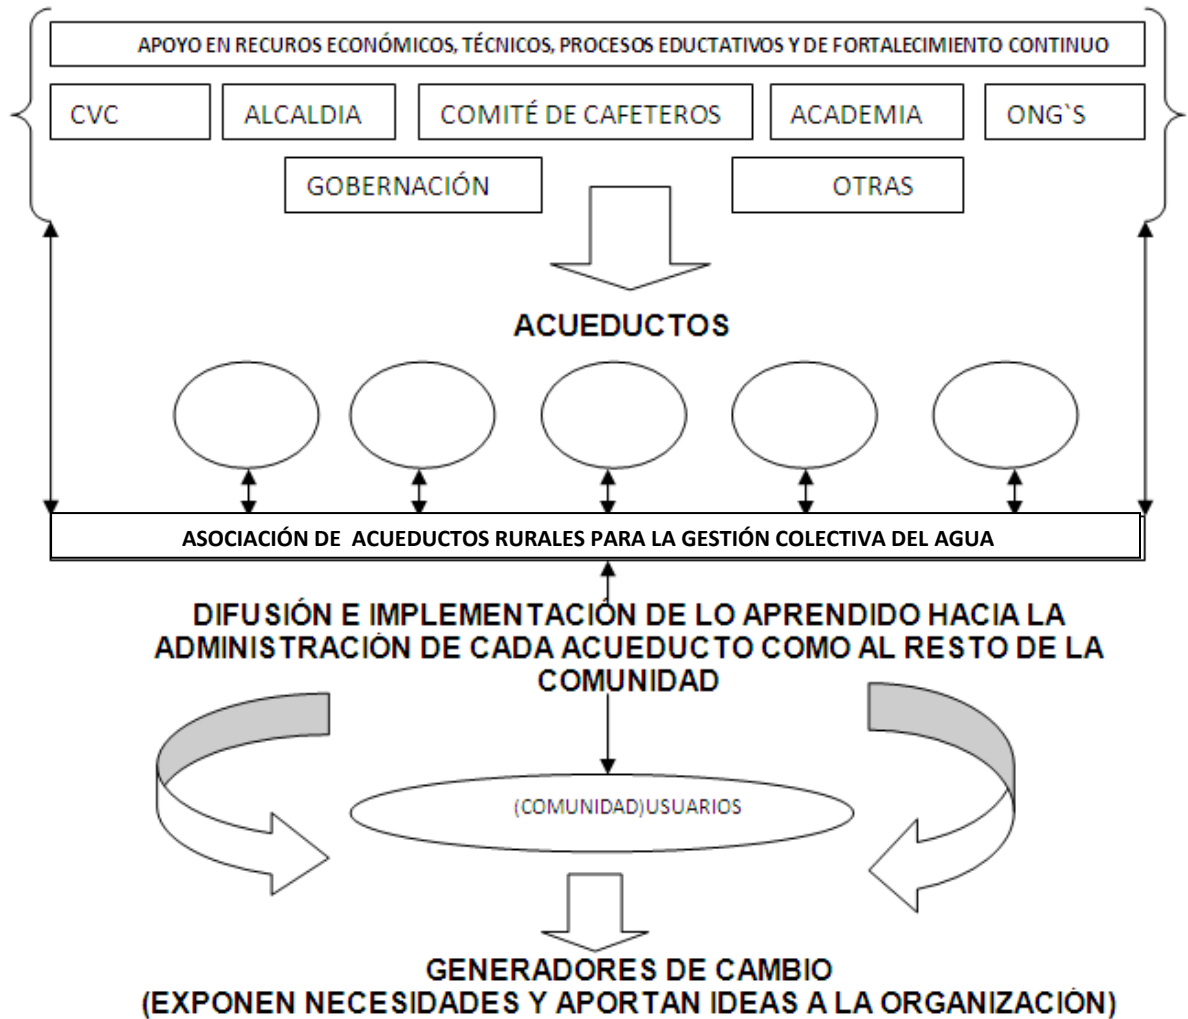 APOYO EN RECUROS ECONÓMICOS, TÉCNICOS, PROCESOS EDUCTATIVOS Y DE FORTALECIMIENTO CONTINUO
CVC
ALCALDIA
COMITÉ DE CAFETEROS
ACADEMIA
ONG`S
GOBERNACIÓN
OTRAS
ACUEDUCTOS
ASOCIACIÓN DE ACUEDUCTOS RURALES PARA LA GESTIÓN COLECTIVA DEL AGUA
DIFUSIÓN E IMPLEMENTACIÓN DE LO APRENDIDO HACIA LA
ADMINISTRACIÓN DE CADA ACUEDUCTO COMO AL RESTO DE LA
COMUNIDAD
(COMUNIDAD)USUARIOS
GENERADORES DE CAMBIO
(EXPONEN NECESIDADES Y APORTAN IDEAS A LA ORGANIZACIÓN)